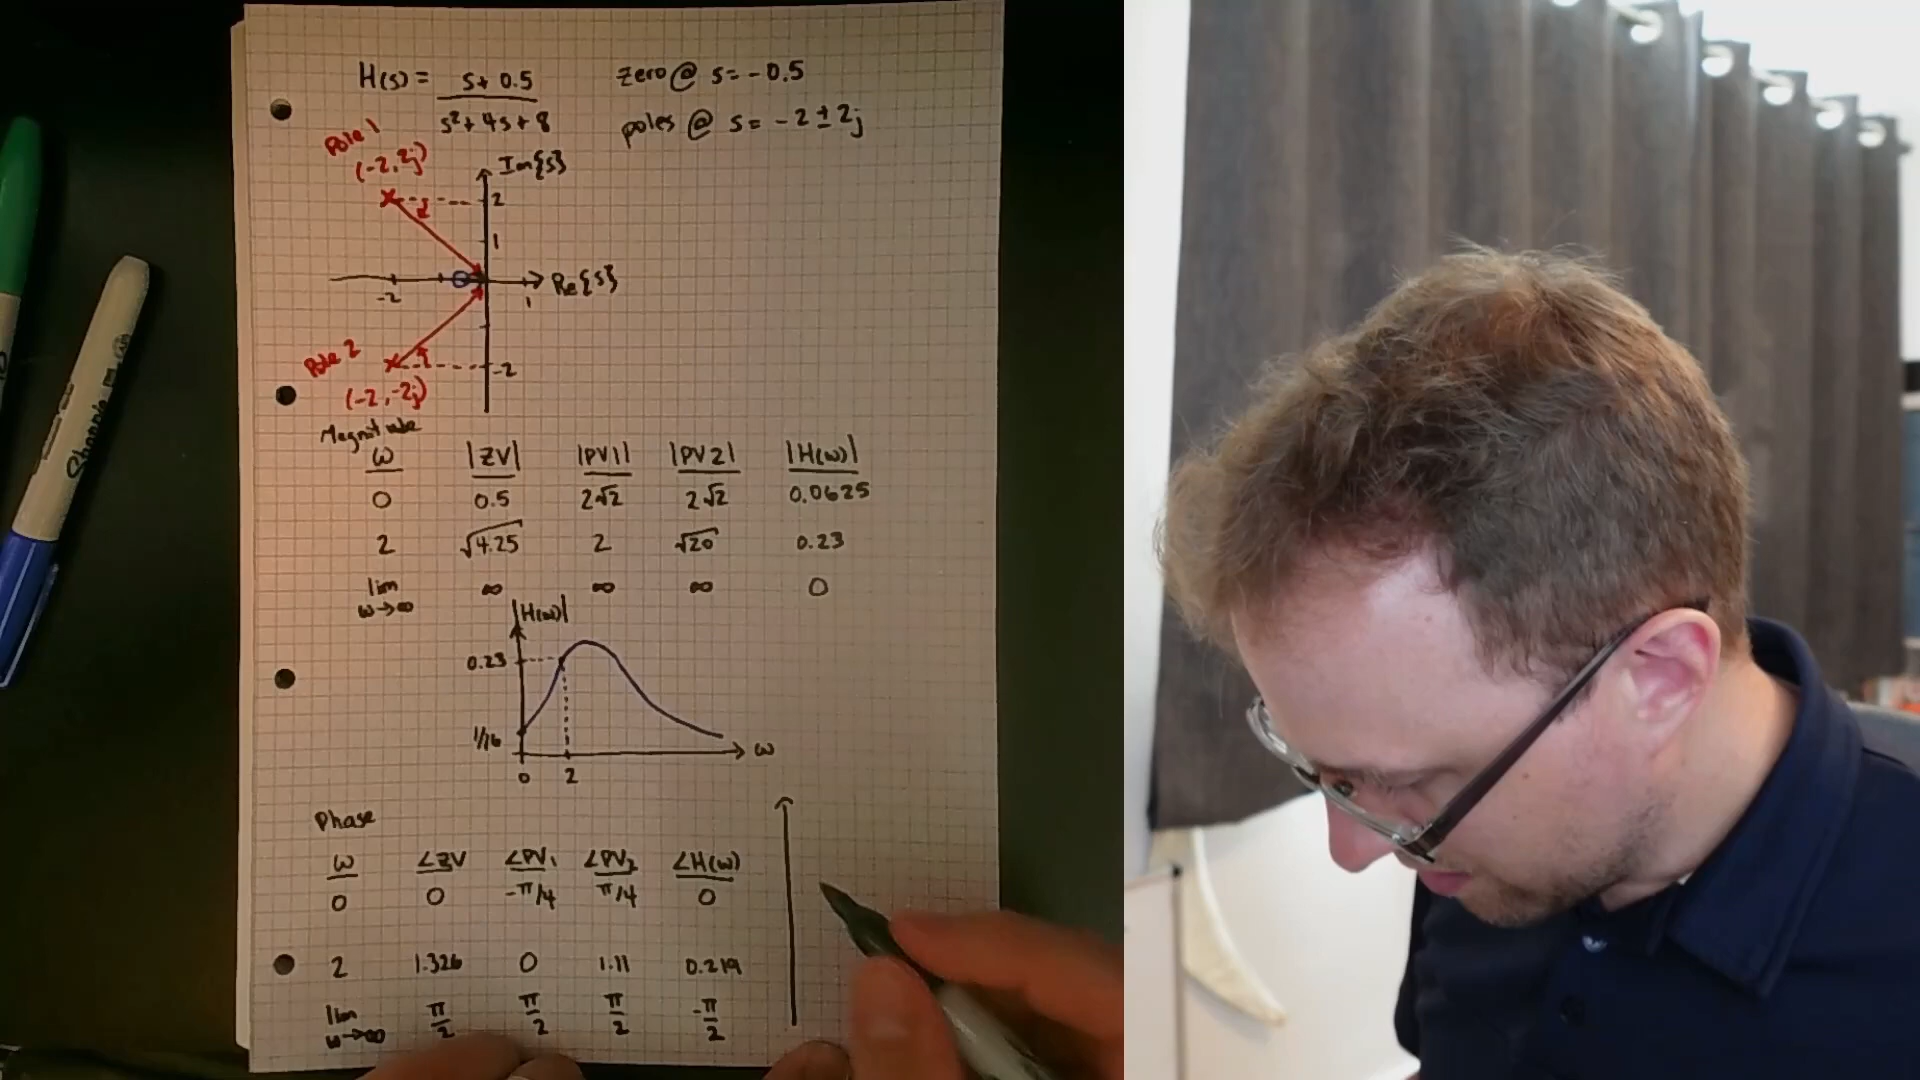 H(s) = s + 0.5 / s² + 4s + 8
zero @ s = -0.5
poles @ s = -2 ± 2j
Pole 1
(-2, 2j)
Im{s}
2
1
-2
1
Re{s}
-2
Pole 2
(-2, -2j)
Magnitude
ω |ZV| |PV1| |PV2| |H(ω)|
0 0.5 2√2 2√2 0.0625
2 √4.25 2 √20 0.23
lim ω→∞ ∞ ∞ ∞ 0
|H(ω)|
0.23
1/16
ω
0 2
Phase
ω ∠ZV ∠PV₁ ∠PV₂ ∠H(ω)
0 0 -π/4 π/4 0
2 1.326 0 1.11 0.219
lim ω→∞ π/2 π/2 π/2 -π/2
Sharpie